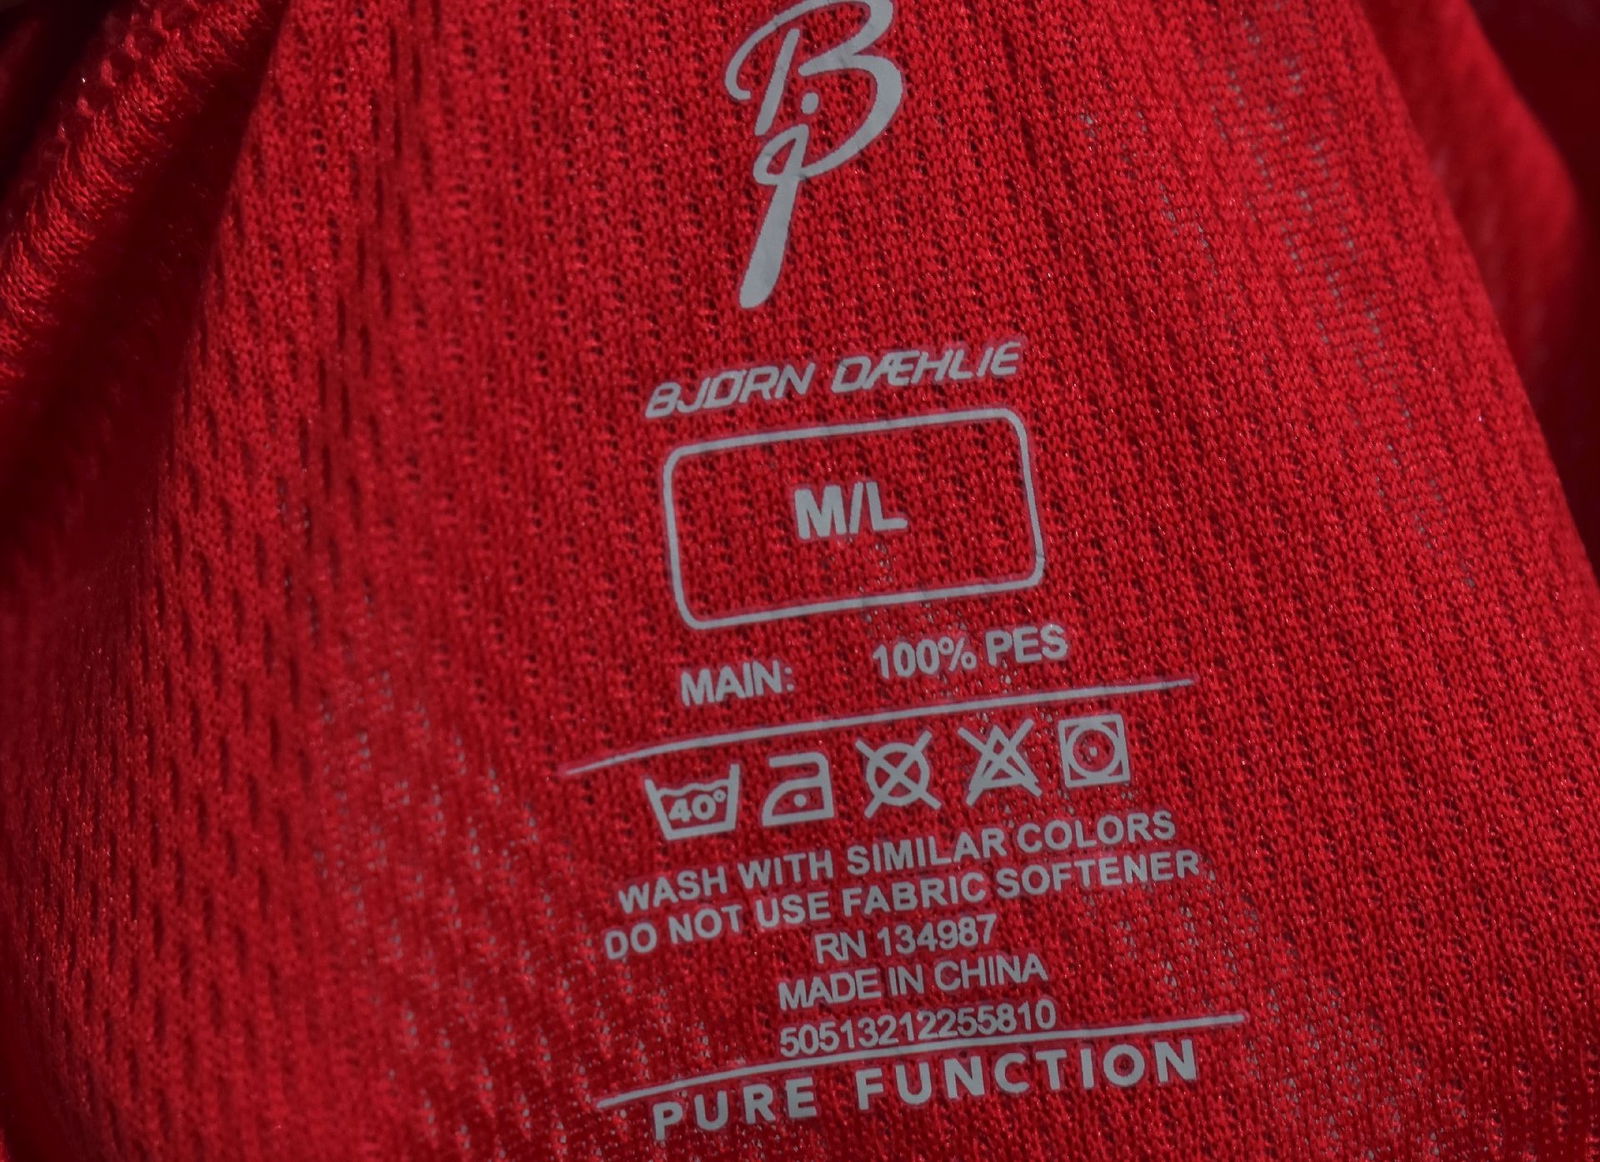 BJØRN DÆHLIE
M/L
MAIN: 100% PES
40°
WASH WITH SIMILAR COLORS
DO NOT USE FABRIC SOFTENER
RN 134987
MADE IN CHINA
50513212255810
PURE FUNCTION